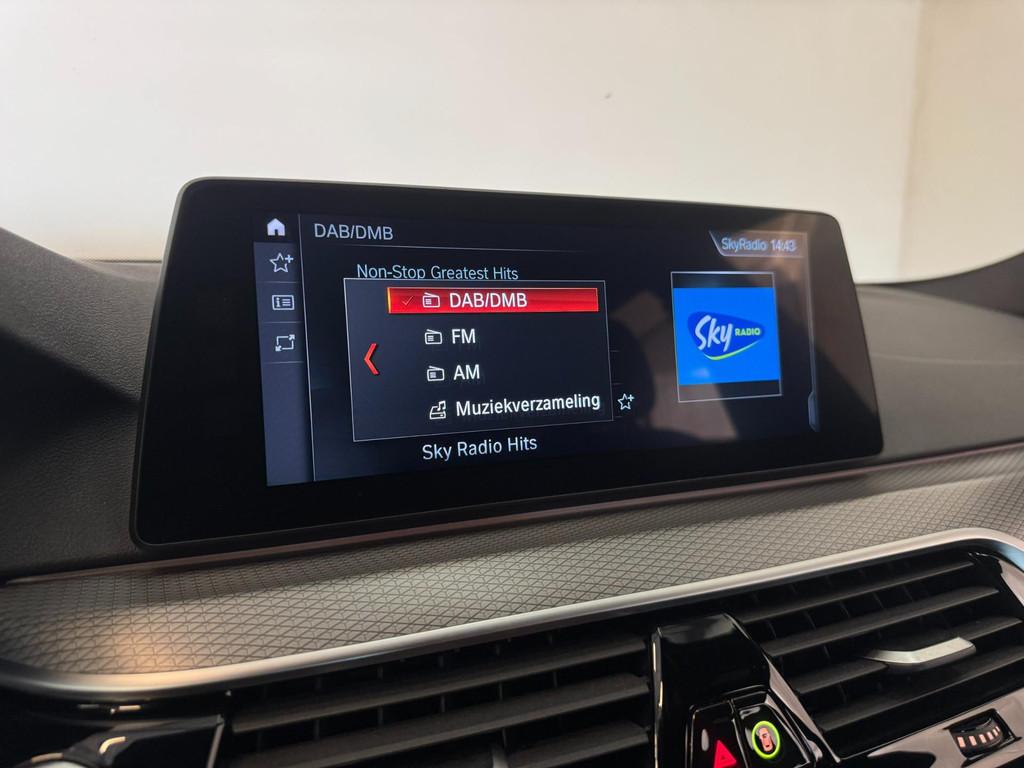 DAB/DMB
SkyRadio 14:43
Non-Stop Greatest Hits
DAB/DMB
FM
AM
Muziekverzameling
Sky Radio Hits
Sky RADIO